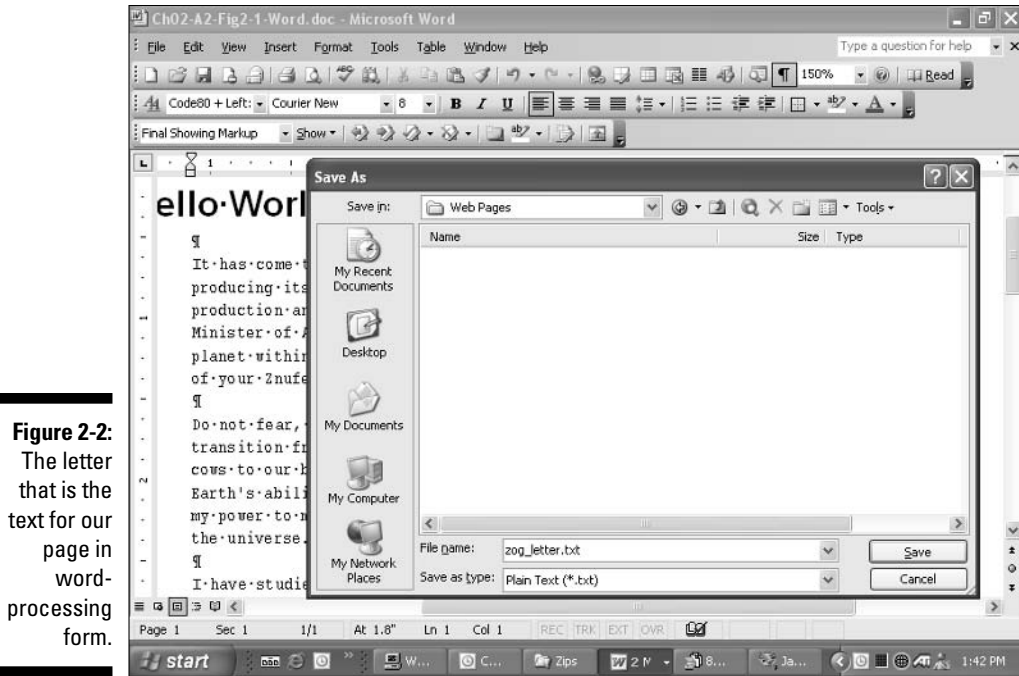 Ch02-A2-Fig2-1-Word.doc - Microsoft Word
File Edit View Insert Format Tools Table Window Help Type a question for help
150% Read
Code80 + Left: Courier New 8 B I U
Final Showing Markup Show
1
ello·Worl
¶
It·has·come·t
producing·its
production·an
Minister·of·A
planet·within
of·your·Znufe
¶
Do·not·fear,·
transition·fr
cows·to·our·h
Earth's·abili
my·power·to·m
the·universe.
¶
I·have·studie
Save As
Save in: Web Pages Tools
Name Size Type
My Recent
Documents
Desktop
My Documents
My Computer
My Network
Places
File name: zog_letter.txt Save
Save as type: Plain Text (*.txt) Cancel
Page 1 Sec 1 1/1 At 1.8" Ln 1 Col 1 REC TRK EXT OVR
start W... C... Zips 8... Ja... 1:42 PM
Figure 2-2:
The letter
that is the
text for our
page in
word-
processing
form.